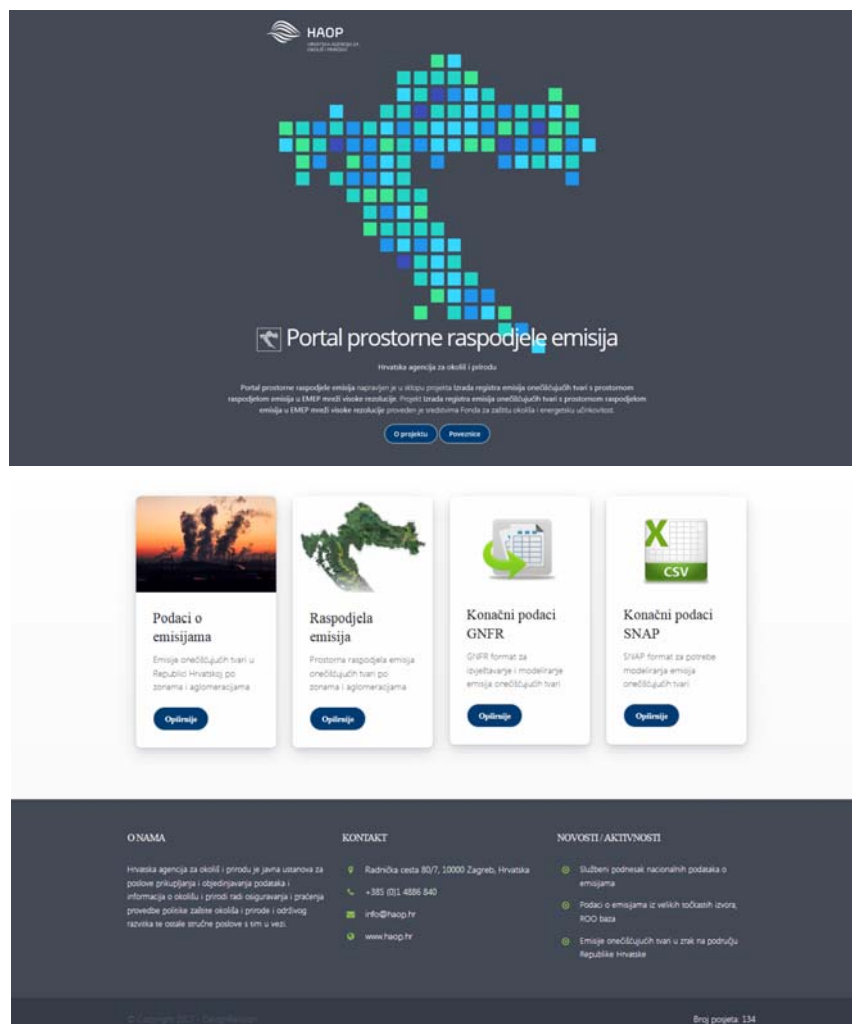 HAOP
HRVATSKA AGENCIJA ZA
OKOLIŠ I PRIRODU
Portal prostorne raspodjele emisija
Hrvatska agencija za okoliš i prirodu
Portal prostorne raspodjele emisija napravljen je u sklopu projekta Izrada registra emisija onečišćujućih tvari s prostornom
raspodjelom emisija u EMEP mreži visoke rezolucije. Projekt Izrada registra emisija onečišćujućih tvari s prostornom raspodjelom
emisija u EMEP mreži visoke rezolucije proveden je sredstvima Fonda za zaštitu okoliša i energetsku učinkovitost.
O projektu Poveznice
X
CSV
Podaci o
emisijama
Emisije onečišćujućih tvari u
Republici Hrvatskoj po
zonama i aglomeracijama
Opširnije
Raspodjela
emisija
Prostorna raspodjela emisija
onečišćujućih tvari po
zonama i aglomeracijama
Opširnije
Konačni podaci
GNFR
GNFR format za
izvještavanje i modeliranje
emisija onečišćujućih tvari
Opširnije
Konačni podaci
SNAP
SNAP format za potrebe
modeliranja emisija
onečišćujućih tvari
Opširnije
O NAMA
Hrvatska agencija za okoliš i prirodu je javna ustanova za
poslove prikupljanja i objedinjavanja podataka i
informacija o okolišu i prirodi radi osiguravanja i praćenja
provedbe politike zaštite okoliša i prirode i održivog
razvitka te ostale stručne poslove s tim u vezi.
KONTAKT
Radnička cesta 80/7, 10000 Zagreb, Hrvatska
+385 (0)1 4886 840
info@haop.hr
www.haop.hr
NOVOSTI / AKTIVNOSTI
Službeni podnesak nacionalnih podataka o
emisijama
Podaci o emisijama iz velikih točkastih izvora,
ROO baza
Emisije onečišćujućih tvari u zrak na području
Republike Hrvatske
© Copyright 2017 -
Broj posjeta: 134